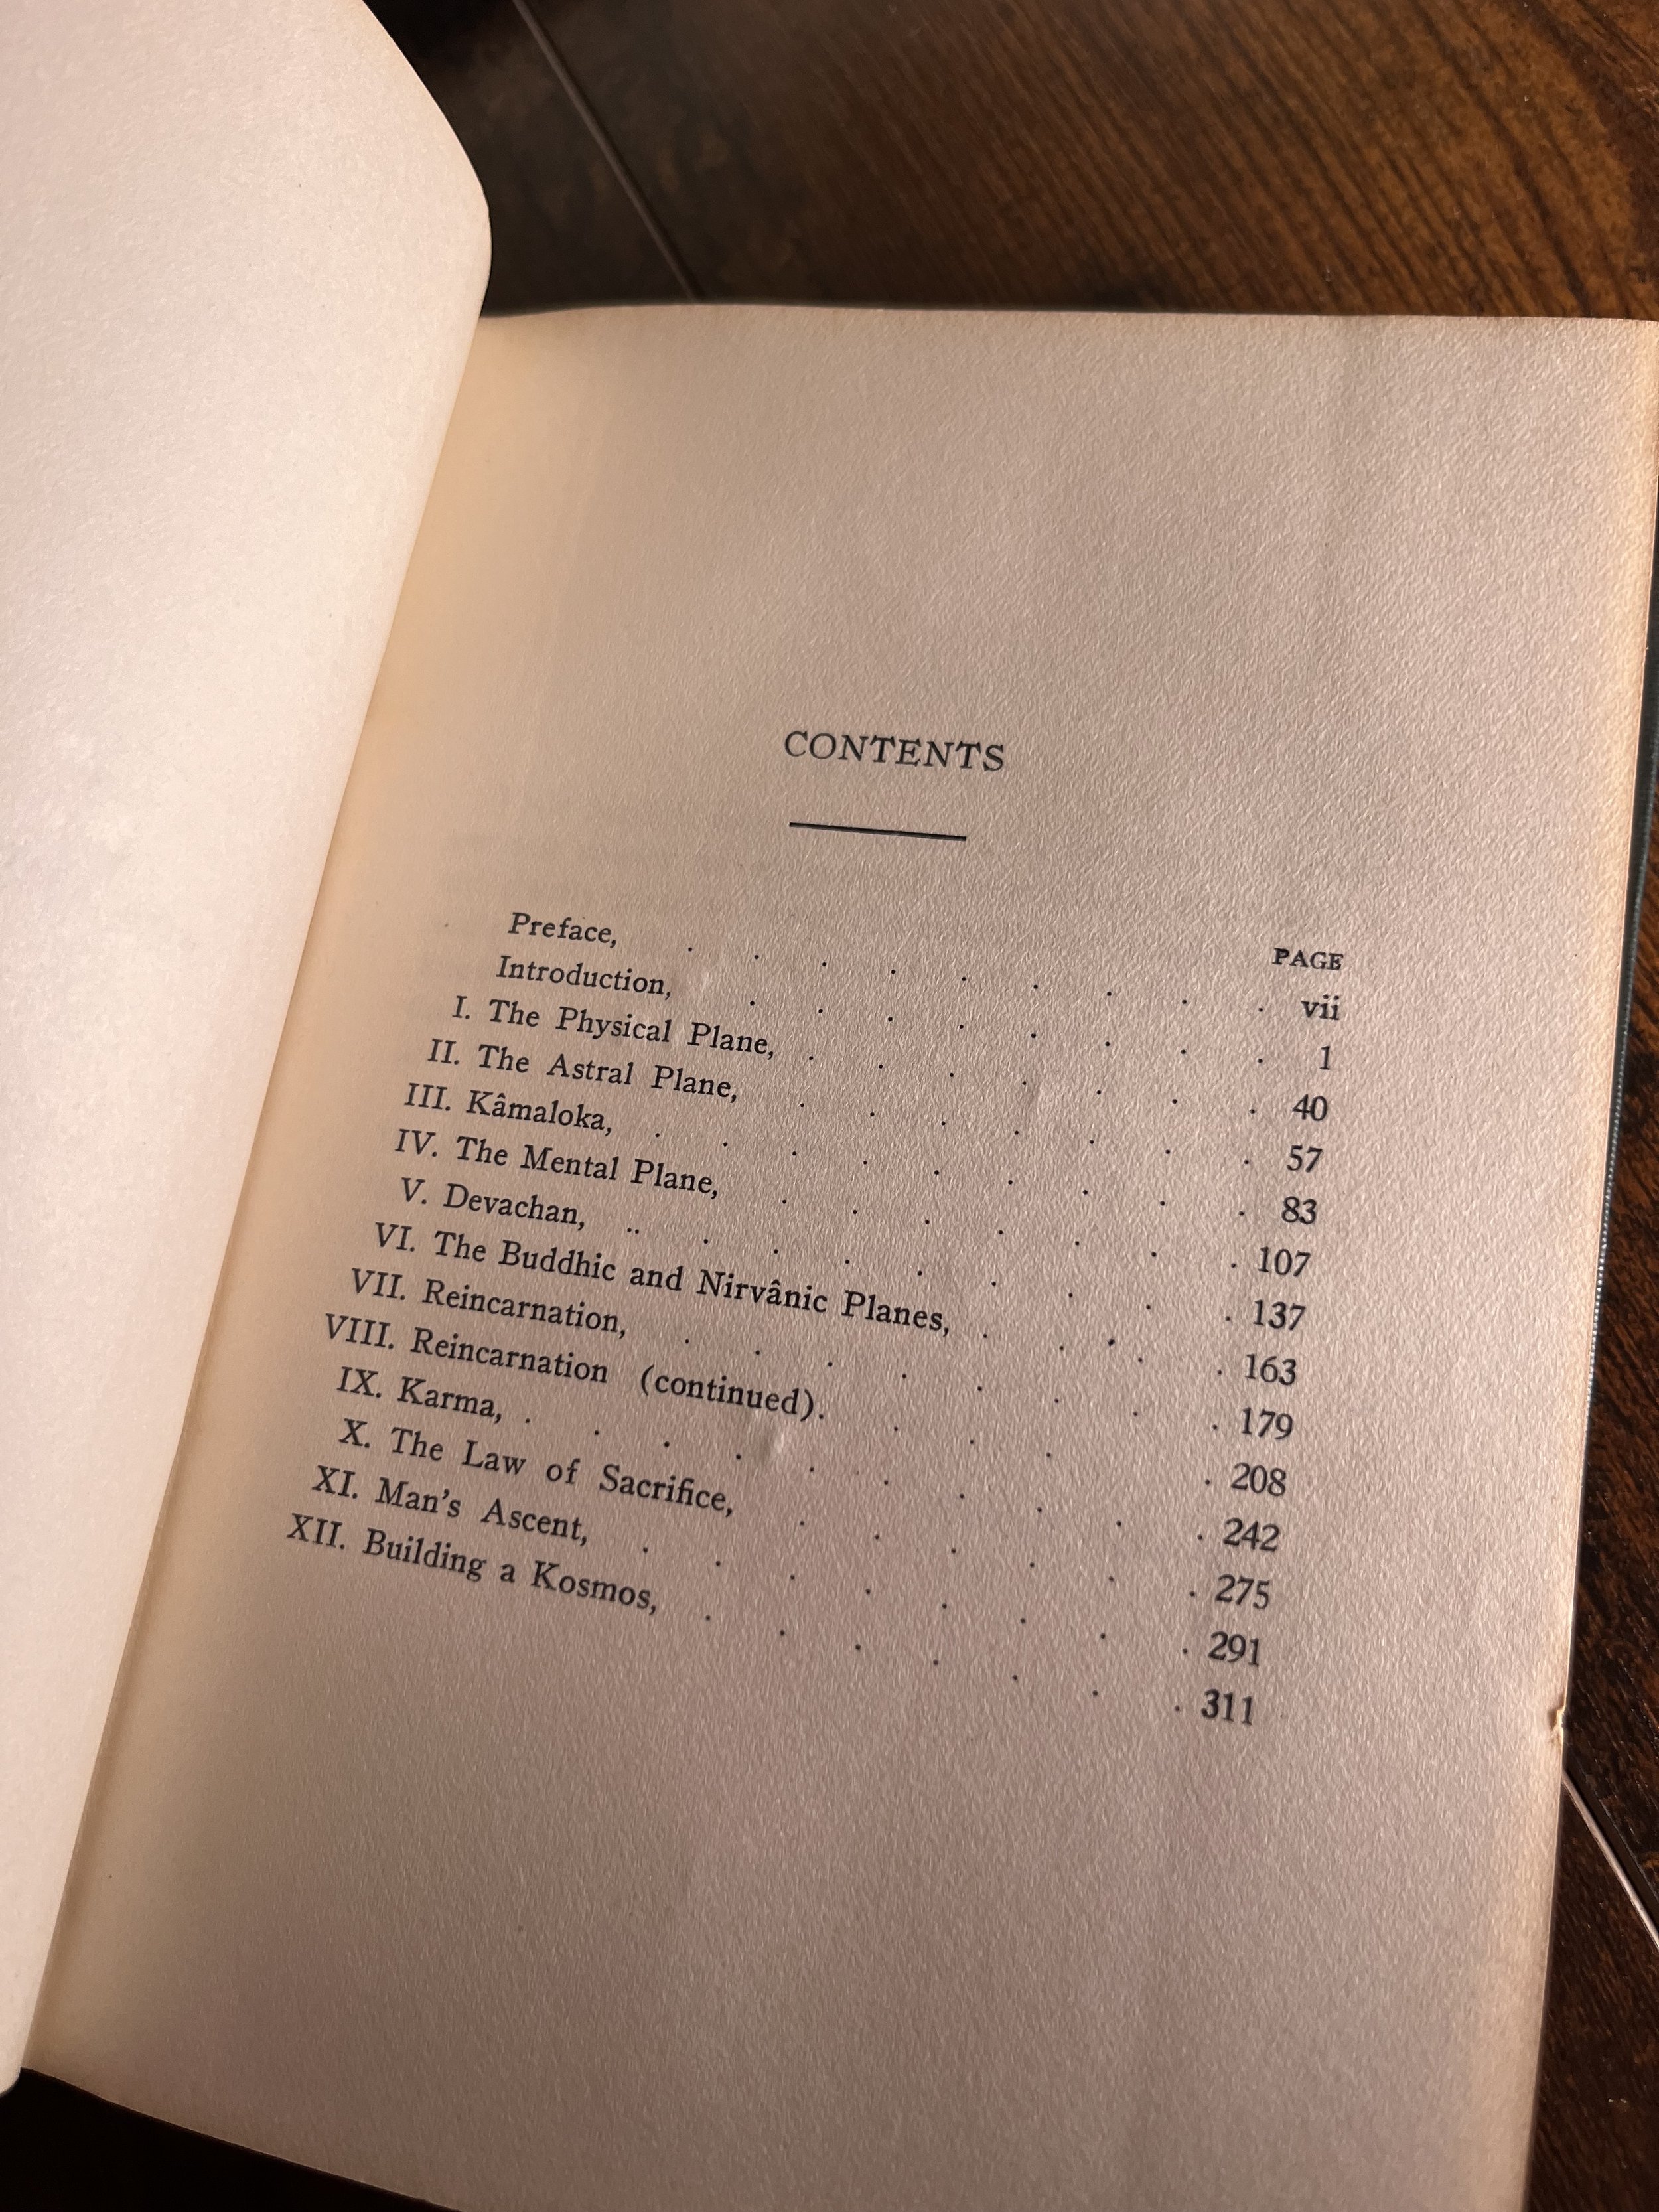 CONTENTS
PAGE
Preface, . . . . . . . . . vii
Introduction, . . . . . . . . 1
I. The Physical Plane, . . . . . . . 40
II. The Astral Plane, . . . . . . . 57
III. Kâmaloka, . . . . . . . . . 83
IV. The Mental Plane, . . . . . . . 107
V. Devachan, .. . . . . . . . . 137
VI. The Buddhic and Nirvânic Planes, . . . . 163
VII. Reincarnation, . . . . . . . . 179
VIII. Reincarnation (continued). . . . . . 208
IX. Karma, . . . . . . . . . . 242
X. The Law of Sacrifice, . . . . . . 275
XI. Man's Ascent, . . . . . . . . 291
XII. Building a Kosmos, . . . . . . . 311